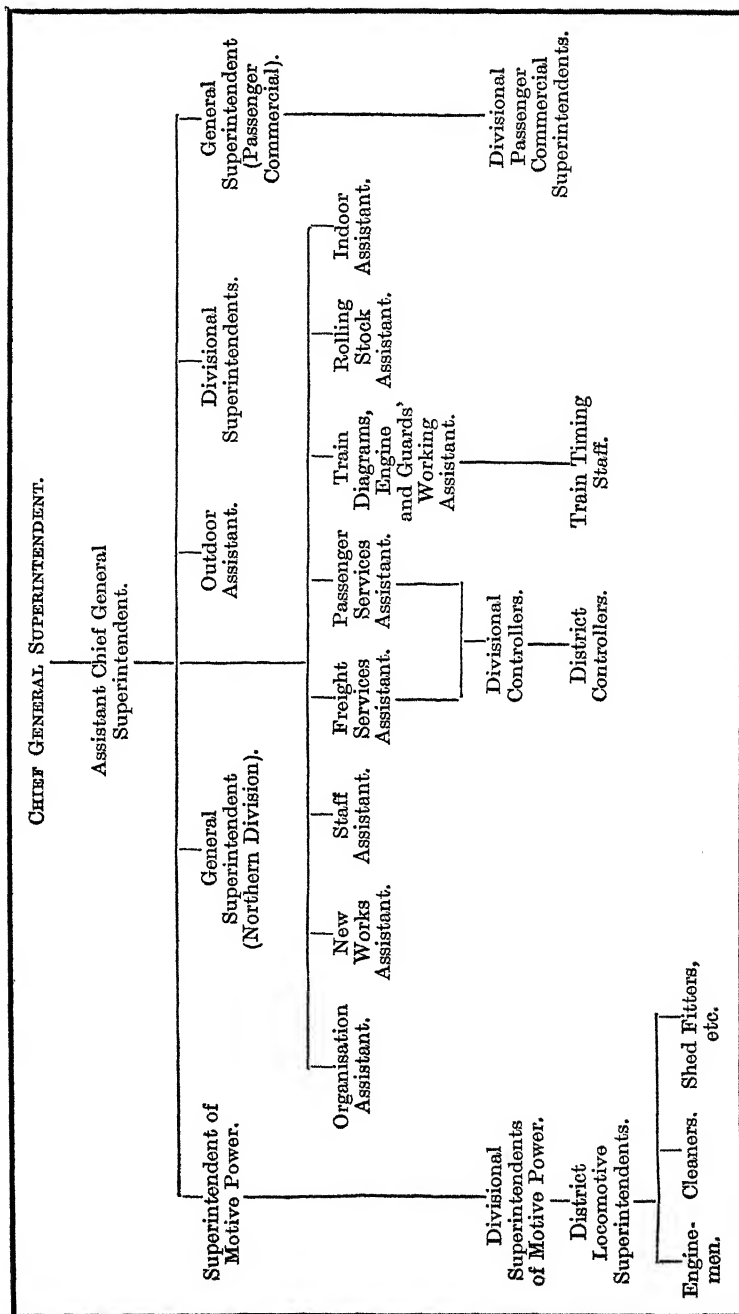 CHIEF GENERAL SUPERINTENDENT.
Assistant Chief General
Superintendent.
Superintendent of
Motive Power.
General
Superintendent
(Northern Division).
Outdoor
Assistant.
Divisional
Superintendents.
General
Superintendent
(Passenger
Commercial).
Organisation
Assistant.
New
Works
Assistant.
Staff
Assistant.
Freight
Services
Assistant.
Passenger
Services
Assistant.
Train
Diagrams,
Engine
and Guards'
Working
Assistant.
Rolling
Stock
Assistant.
Indoor
Assistant.
Divisional
Superintendents
of Motive Power.
Divisional
Controllers.
Train Timing
Staff.
Divisional
Passenger
Commercial
Superintendents.
District
Locomotive
Superintendents.
District
Controllers.
Engine-
men.
Cleaners.
Shed Fitters,
etc.